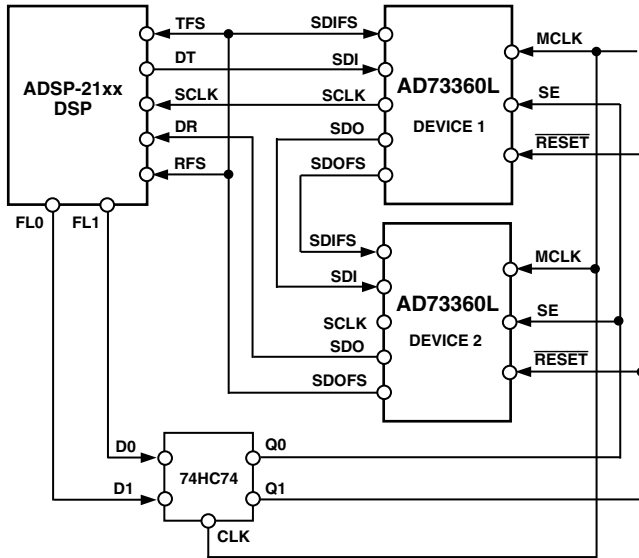 TFS
SDIFS
MCLK
DT
SDI
ADSP-21xx
DSP
AD73360L
SCLK
SCLK
SE
DR
SDO
DEVICE 1
RFS
SDOFS
RESET
FL0
FL1
SDIFS
MCLK
SDI
AD73360L
SCLK
SE
SDO
DEVICE 2
SDOFS
RESET
D0
Q0
74HC74
D1
Q1
CLK